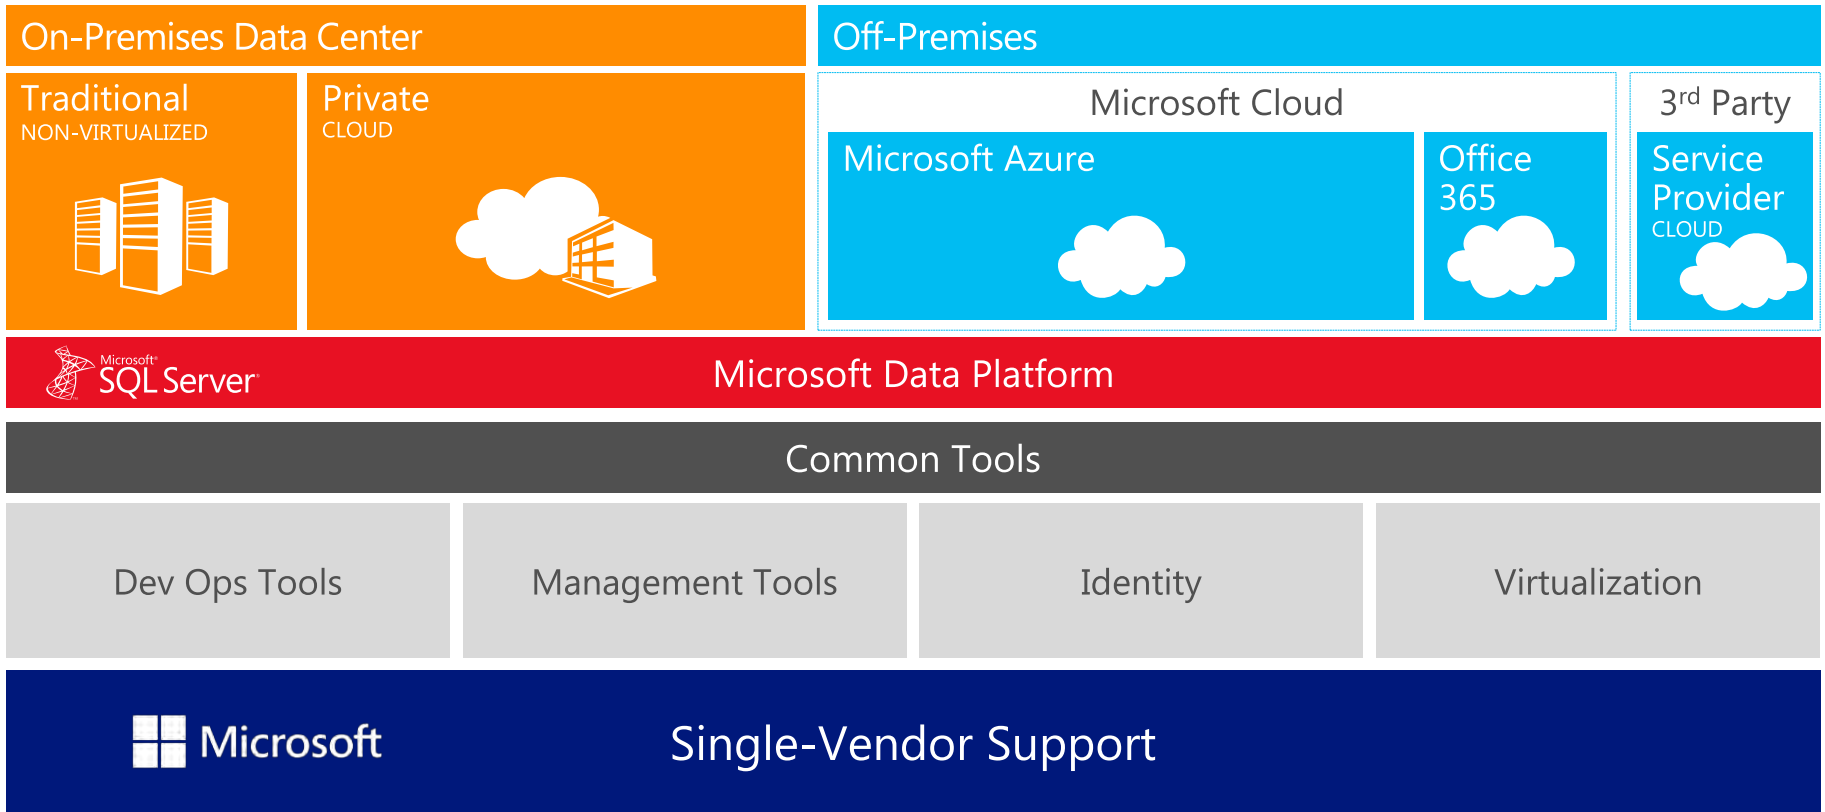 On-Premises Data Center
Off-Premises
Traditional
NON-VIRTUALIZED
Private
CLOUD
Microsoft Cloud
Microsoft Azure
Office
365
3rd Party
Service
Provider
CLOUD
Microsoft®
SQL Server®
Microsoft Data Platform
Common Tools
Dev Ops Tools
Management Tools
Identity
Virtualization
Microsoft
Single-Vendor Support